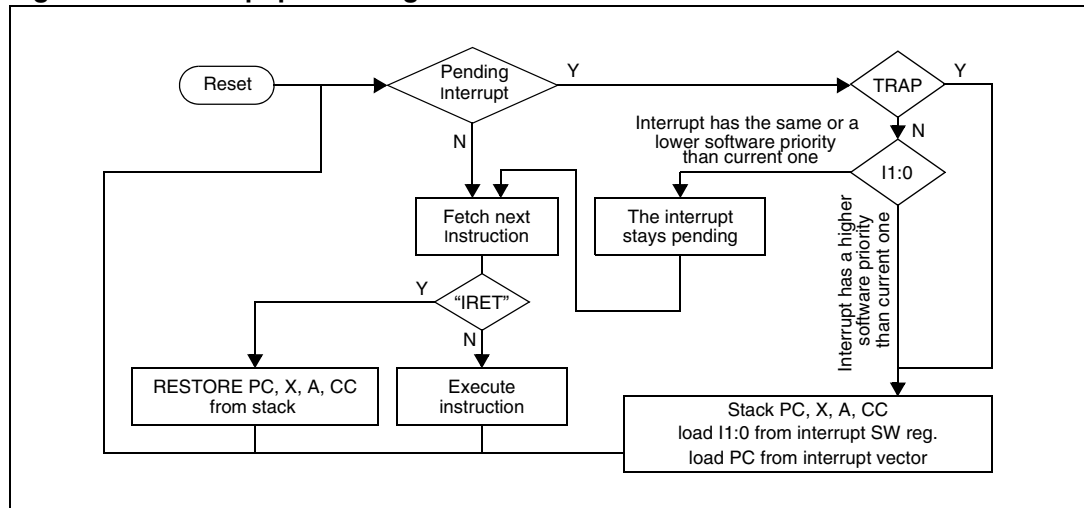 Reset
Pending
Interrupt
Y
TRAP
Y
N
N
Interrupt has the same or a
lower software priority
than current one
I1:0
Fetch next
Instruction
The interrupt
stays pending
Interrupt has a higher
software priority
than current one
Y
“IRET”
N
RESTORE PC, X, A, CC
from stack
Execute
instruction
Stack PC, X, A, CC
load I1:0 from interrupt SW reg.
load PC from interrupt vector